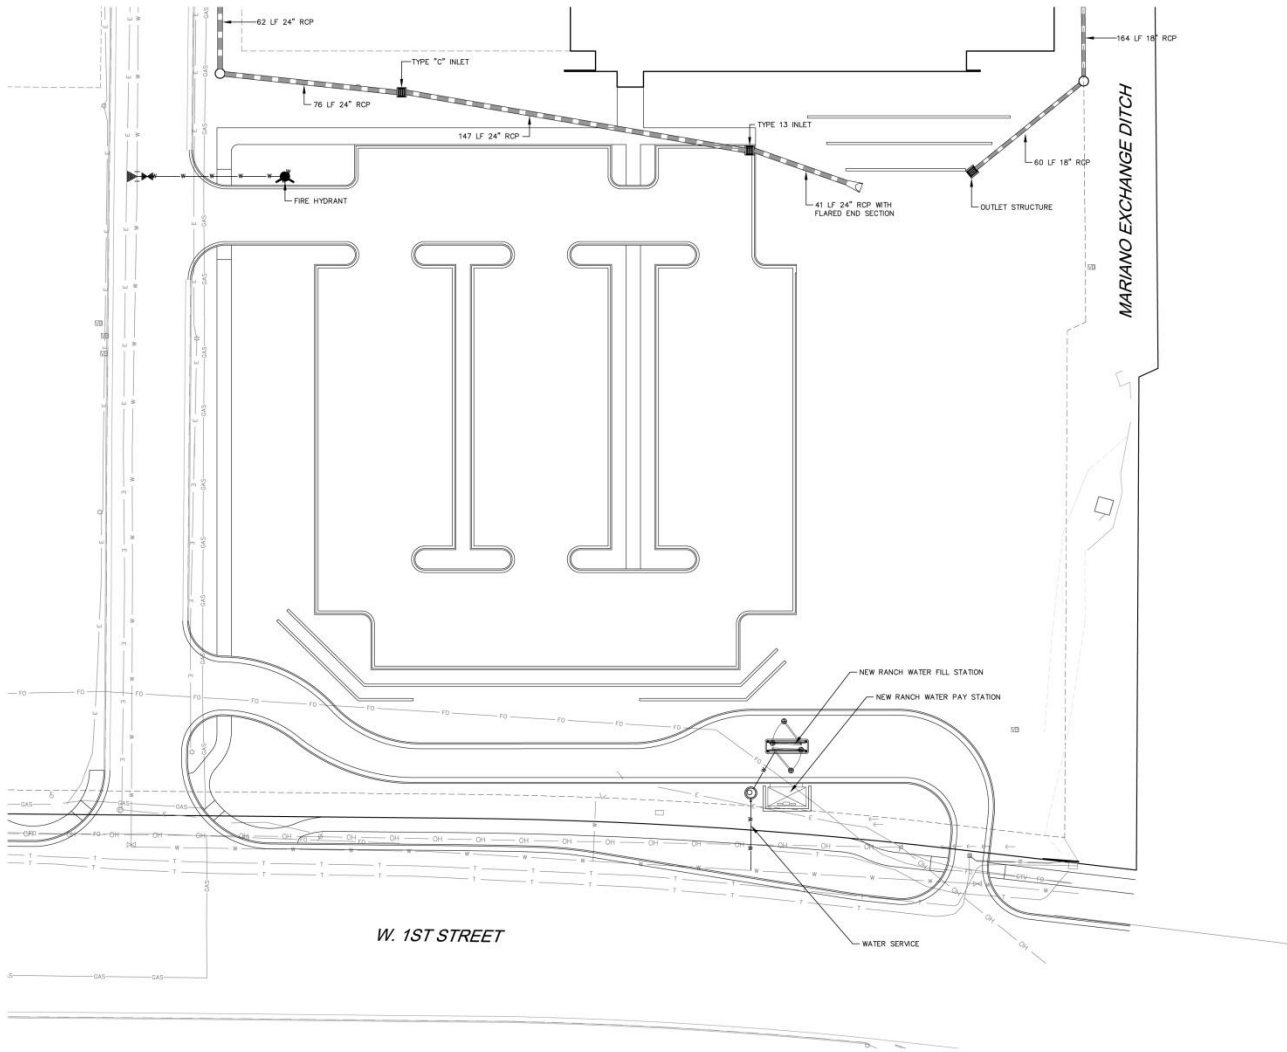 62 LF 24" RCP
164 LF 18" RCP
TYPE "C" INLET
76 LF 24" RCP
147 LF 24" RCP
TYPE 13 INLET
60 LF 18" RCP
FIRE HYDRANT
41 LF 24" RCP WITH
FLARED END SECTION
OUTLET STRUCTURE
MARIANO EXCHANGE DITCH
NEW RANCH WATER FILL STATION
NEW RANCH WATER PAY STATION
W. 1ST STREET
WATER SERVICE